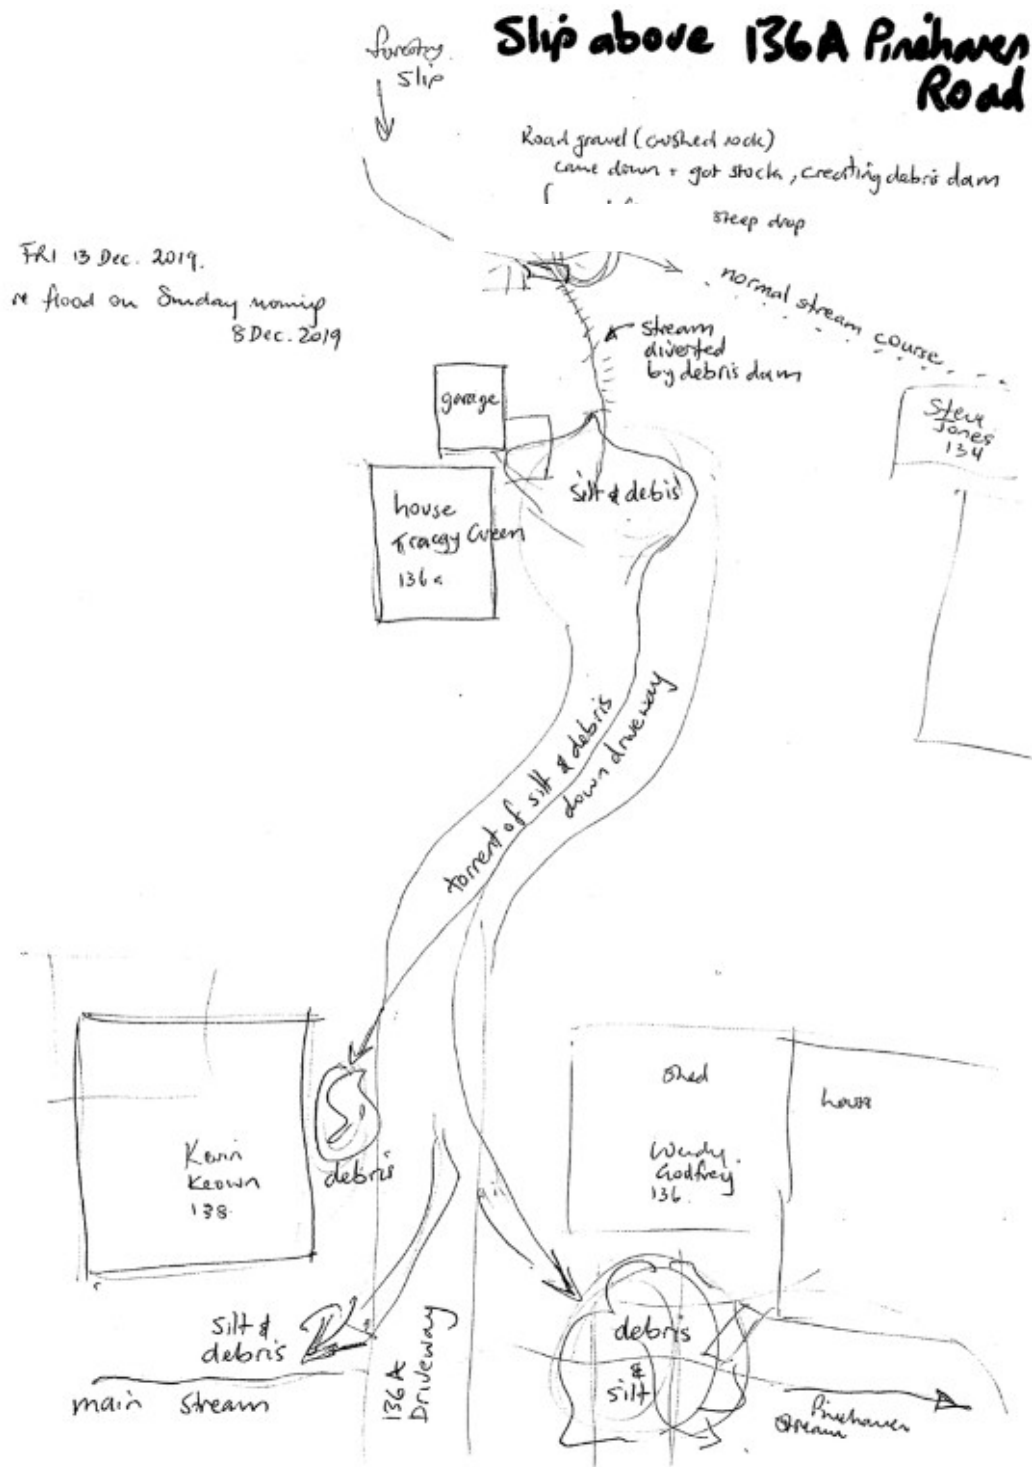 Slip above 136A Pinehaven
Road
forestry
slip
Road gravel (crushed rock)
came down + got stuck, creating debris dam
steep drop
FRI 13 Dec. 2019.
re flood on Sunday morning
8 Dec. 2019
normal stream course
stream
diverted
by debris dam
garage
Steve
Jones
134
silt & debis
house
Tracey Green
136a
torrent of silt & debris
down driveway
Shed
house
Wendy
Godfrey
136.
Kevin
Keown
138
debris
silt &
debris
main stream
136A
Driveway
debris
&
silt
Pinehaven
Stream